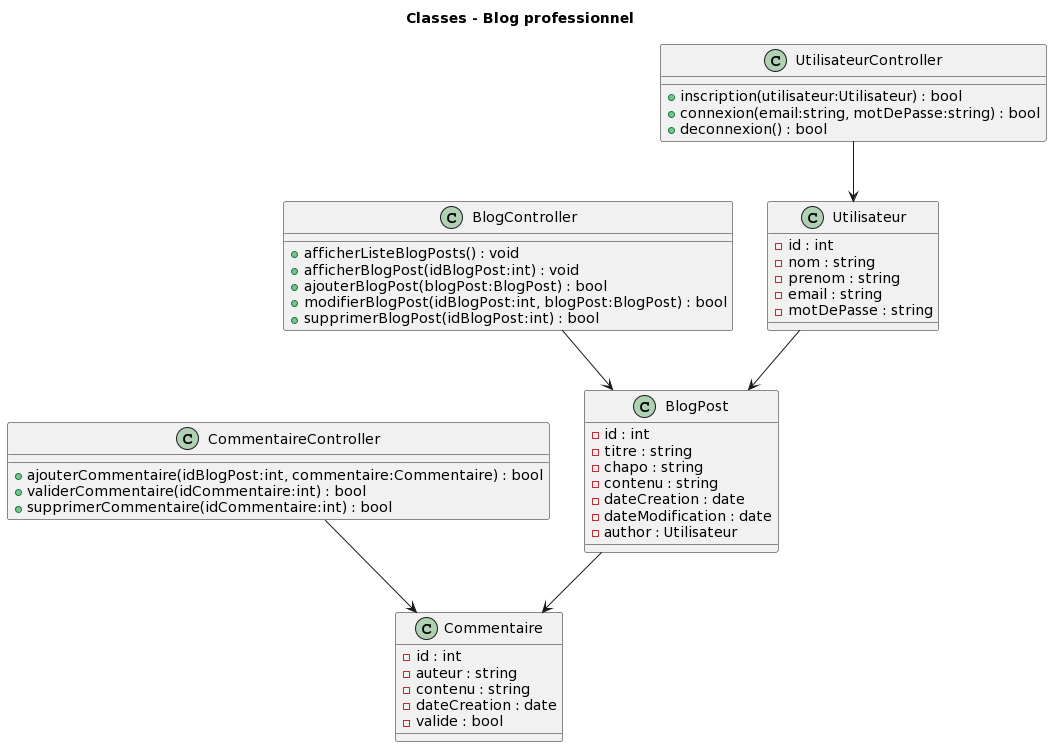 Classes - Blog professionnel
C UtilisateurController
inscription(utilisateur:Utilisateur) : bool
connexion(email:string, motDePasse:string) : bool
deconnexion() : bool
C BlogController
afficherListeBlogPosts() : void
afficherBlogPost(idBlogPost:int) : void
ajouterBlogPost(blogPost:BlogPost) : bool
modifierBlogPost(idBlogPost:int, blogPost:BlogPost) : bool
supprimerBlogPost(idBlogPost:int) : bool
C Utilisateur
id : int
nom : string
prenom : string
email : string
motDePasse : string
C BlogPost
id : int
titre : string
chapo : string
contenu : string
dateCreation : date
dateModification : date
author : Utilisateur
C CommentaireController
ajouterCommentaire(idBlogPost:int, commentaire:Commentaire) : bool
validerCommentaire(idCommentaire:int) : bool
supprimerCommentaire(idCommentaire:int) : bool
C Commentaire
id : int
auteur : string
contenu : string
dateCreation : date
valide : bool